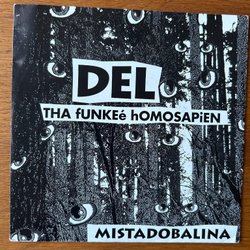 DEL
THA fUNKEé hOMOSAPiEN
MISTADOBALINA